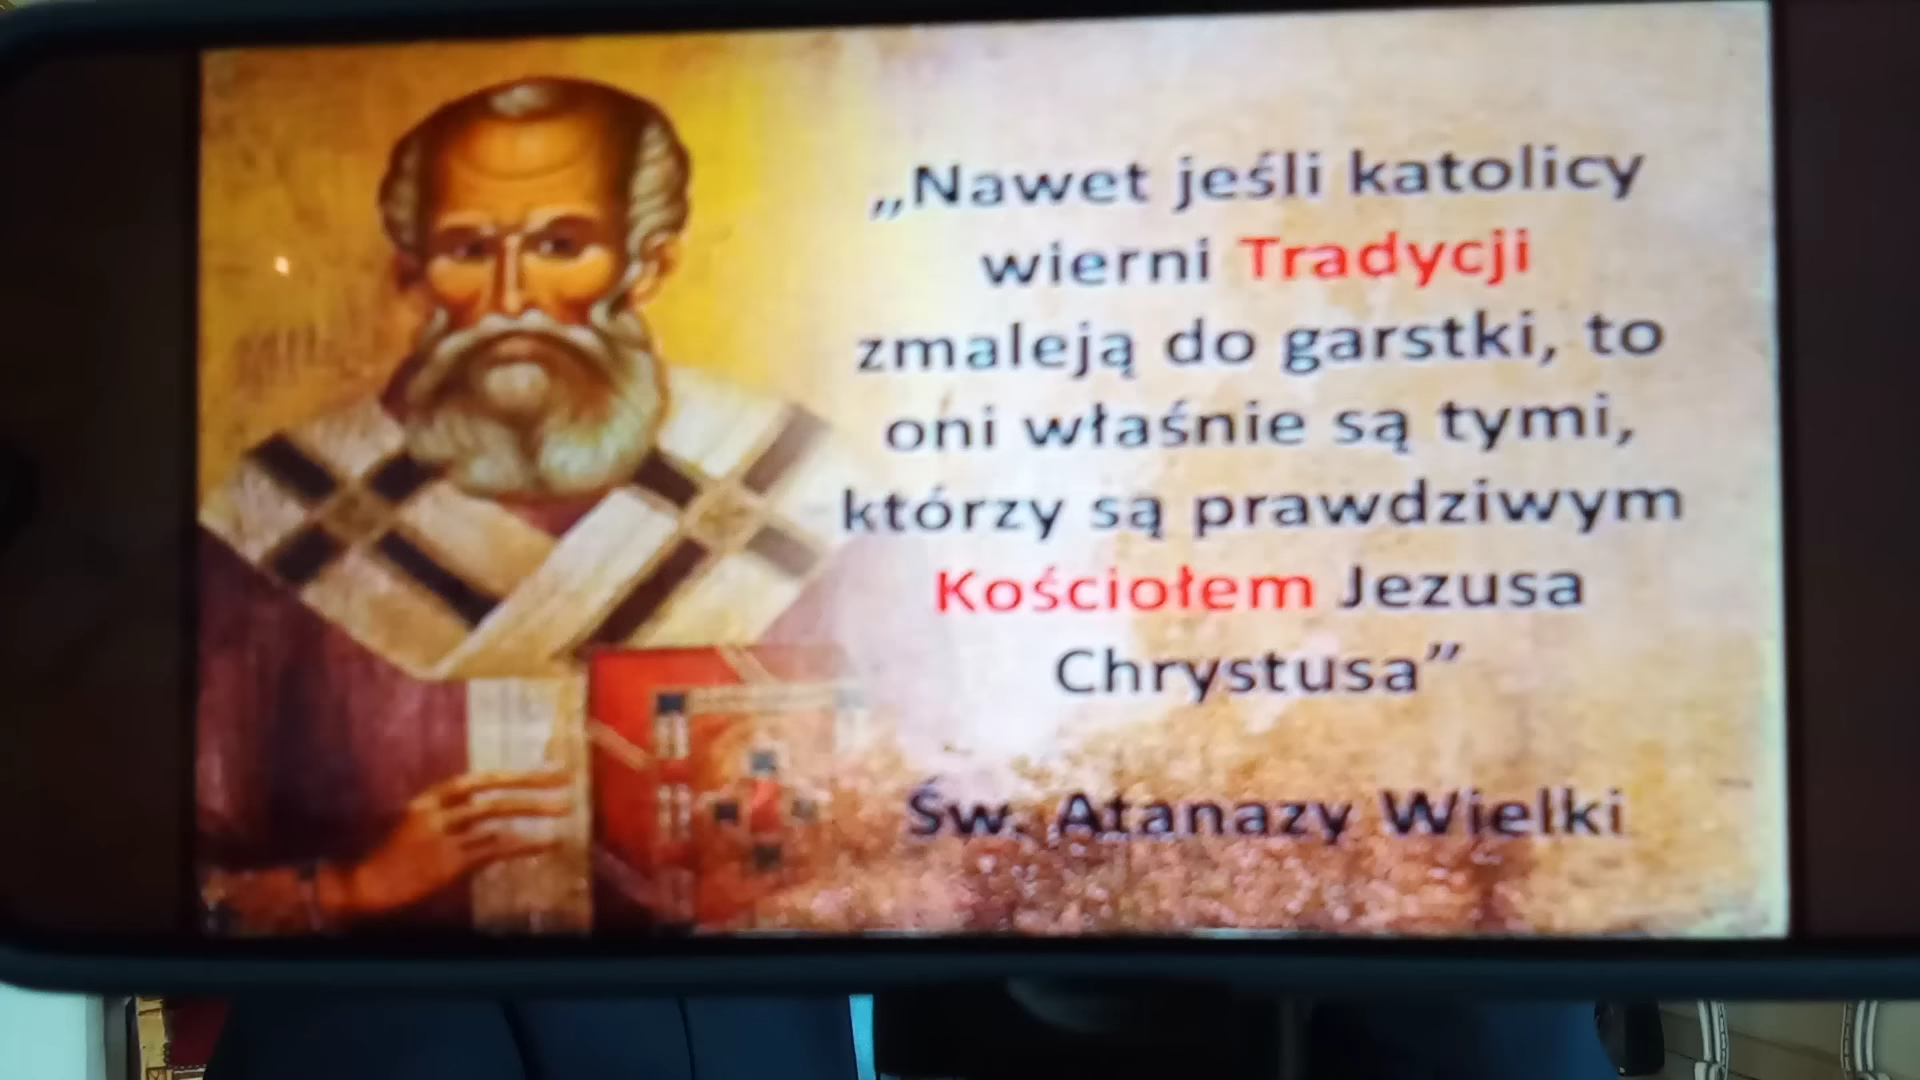 „Nawet jeśli katolicy
wierni Tradycji
zmaleją do garstki, to
oni właśnie są tymi,
którzy są prawdziwym
Kościołem Jezusa
Chrystusa”
Św. Atanazy Wielki